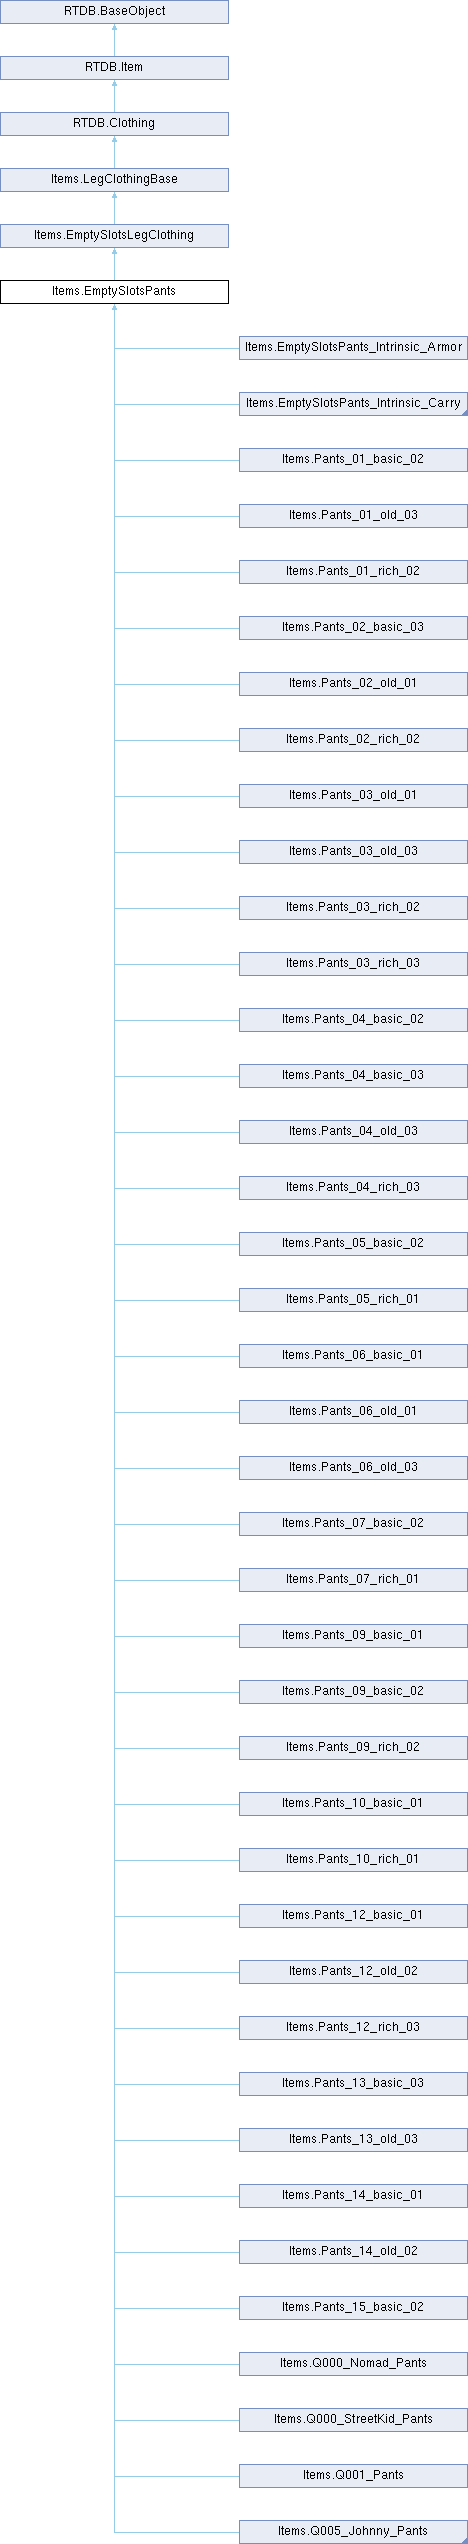 RTDB.BaseObject
RTDB.Item
RTDB.Clothing
Items.LegClothingBase
Items.EmptySlotsLegClothing
Items.EmptySlotsPants
Items.EmptySlotsPants_Intrinsic_Armor
Items.EmptySlotsPants_Intrinsic_Carry
Items.Pants_01_basic_02
Items.Pants_01_old_03
Items.Pants_01_rich_02
Items.Pants_02_basic_03
Items.Pants_02_old_01
Items.Pants_02_rich_02
Items.Pants_03_old_01
Items.Pants_03_old_03
Items.Pants_03_rich_02
Items.Pants_03_rich_03
Items.Pants_04_basic_02
Items.Pants_04_basic_03
Items.Pants_04_old_03
Items.Pants_04_rich_03
Items.Pants_05_basic_02
Items.Pants_05_rich_01
Items.Pants_06_basic_01
Items.Pants_06_old_01
Items.Pants_06_old_03
Items.Pants_07_basic_02
Items.Pants_07_rich_01
Items.Pants_09_basic_01
Items.Pants_09_basic_02
Items.Pants_09_rich_02
Items.Pants_10_basic_01
Items.Pants_10_rich_01
Items.Pants_12_basic_01
Items.Pants_12_old_02
Items.Pants_12_rich_03
Items.Pants_13_basic_03
Items.Pants_13_old_03
Items.Pants_14_basic_01
Items.Pants_14_old_02
Items.Pants_15_basic_02
Items.Q000_Nomad_Pants
Items.Q000_StreetKid_Pants
Items.Q001_Pants
Items.Q005_Johnny_Pants